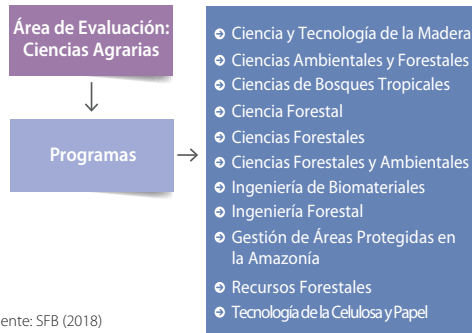 Área de Evaluación:
Ciencias Agrarias
Programas
Ciencia y Tecnología de la Madera
Ciencias Ambientales y Forestales
Ciencias de Bosques Tropicales
Ciencia Forestal
Ciencias Forestales
Ciencias Forestales y Ambientales
Ingeniería de Biomateriales
Ingeniería Forestal
Gestión de Áreas Protegidas en
la Amazonía
Recursos Forestales
Tecnología de la Celulosa y Papel
ente: SFB (2018)